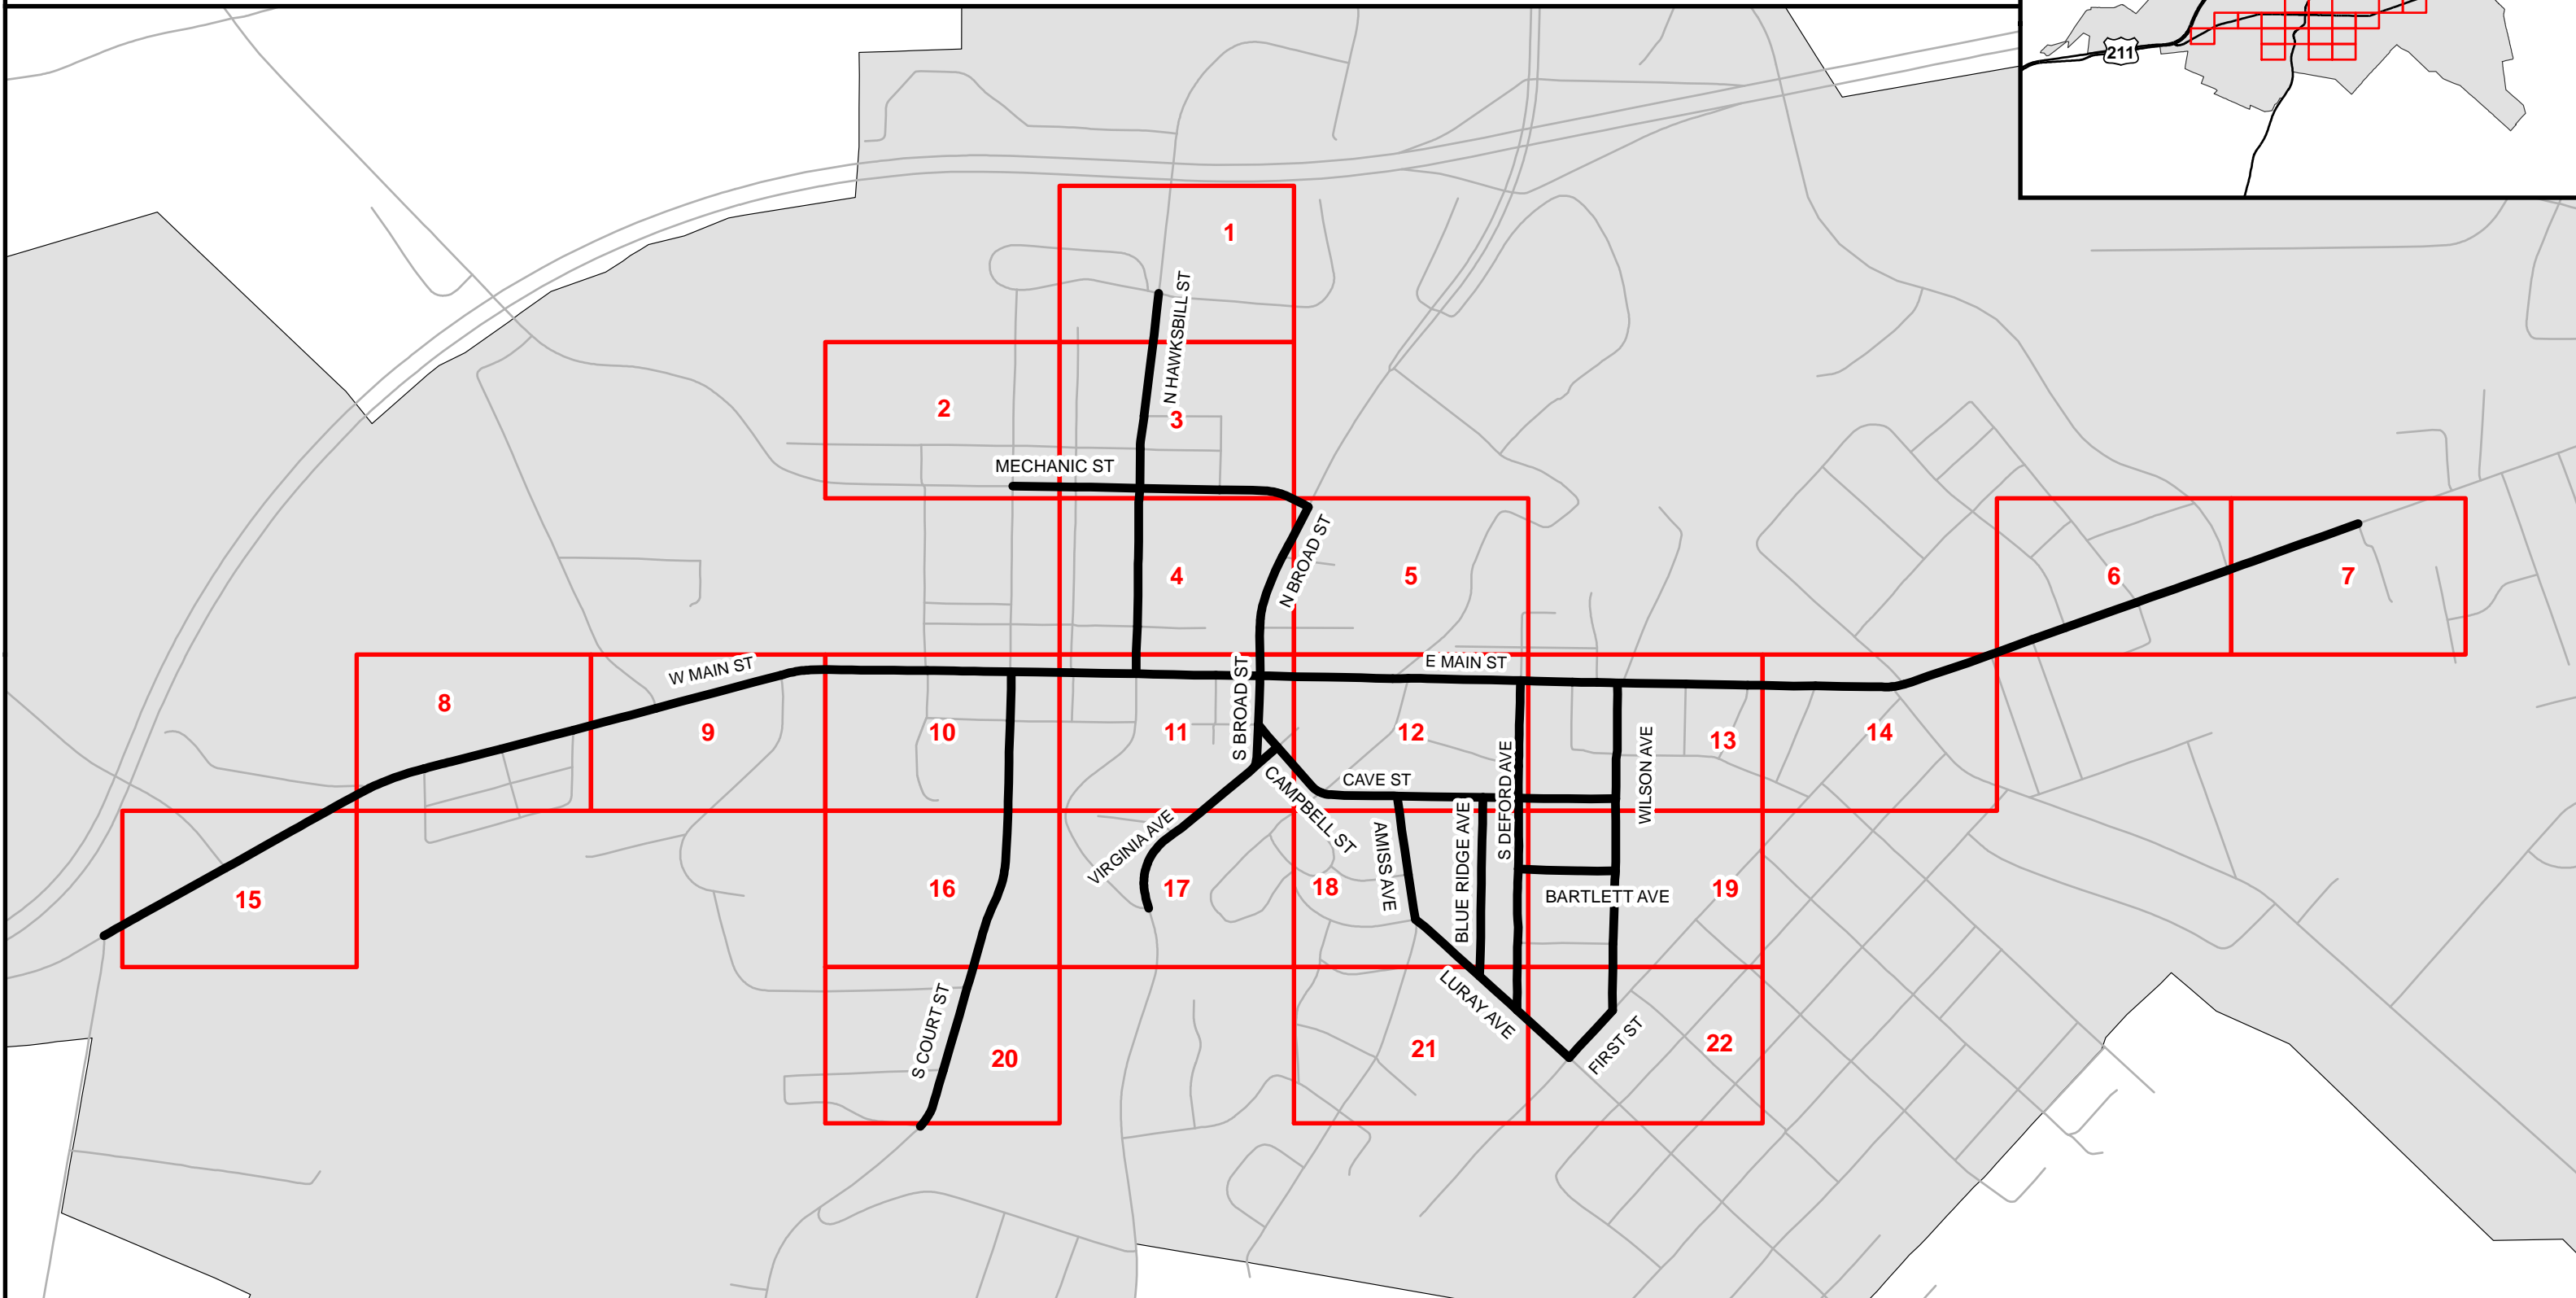 211
1
N HAWKSBILL ST
2
3
MECHANIC ST
4
N BROAD ST
5
6
7
W MAIN ST
E MAIN ST
8
9
10
11
S BROAD ST
12
S DEFORD AVE
WILSON AVE
13
14
CAVE ST
CAMPBELL ST
VIRGINIA AVE
AMISS AVE
BLUE RIDGE AVE
15
16
17
18
BARTLETT AVE
19
S COURT ST
20
LURAY AVE
21
FIRST ST
22